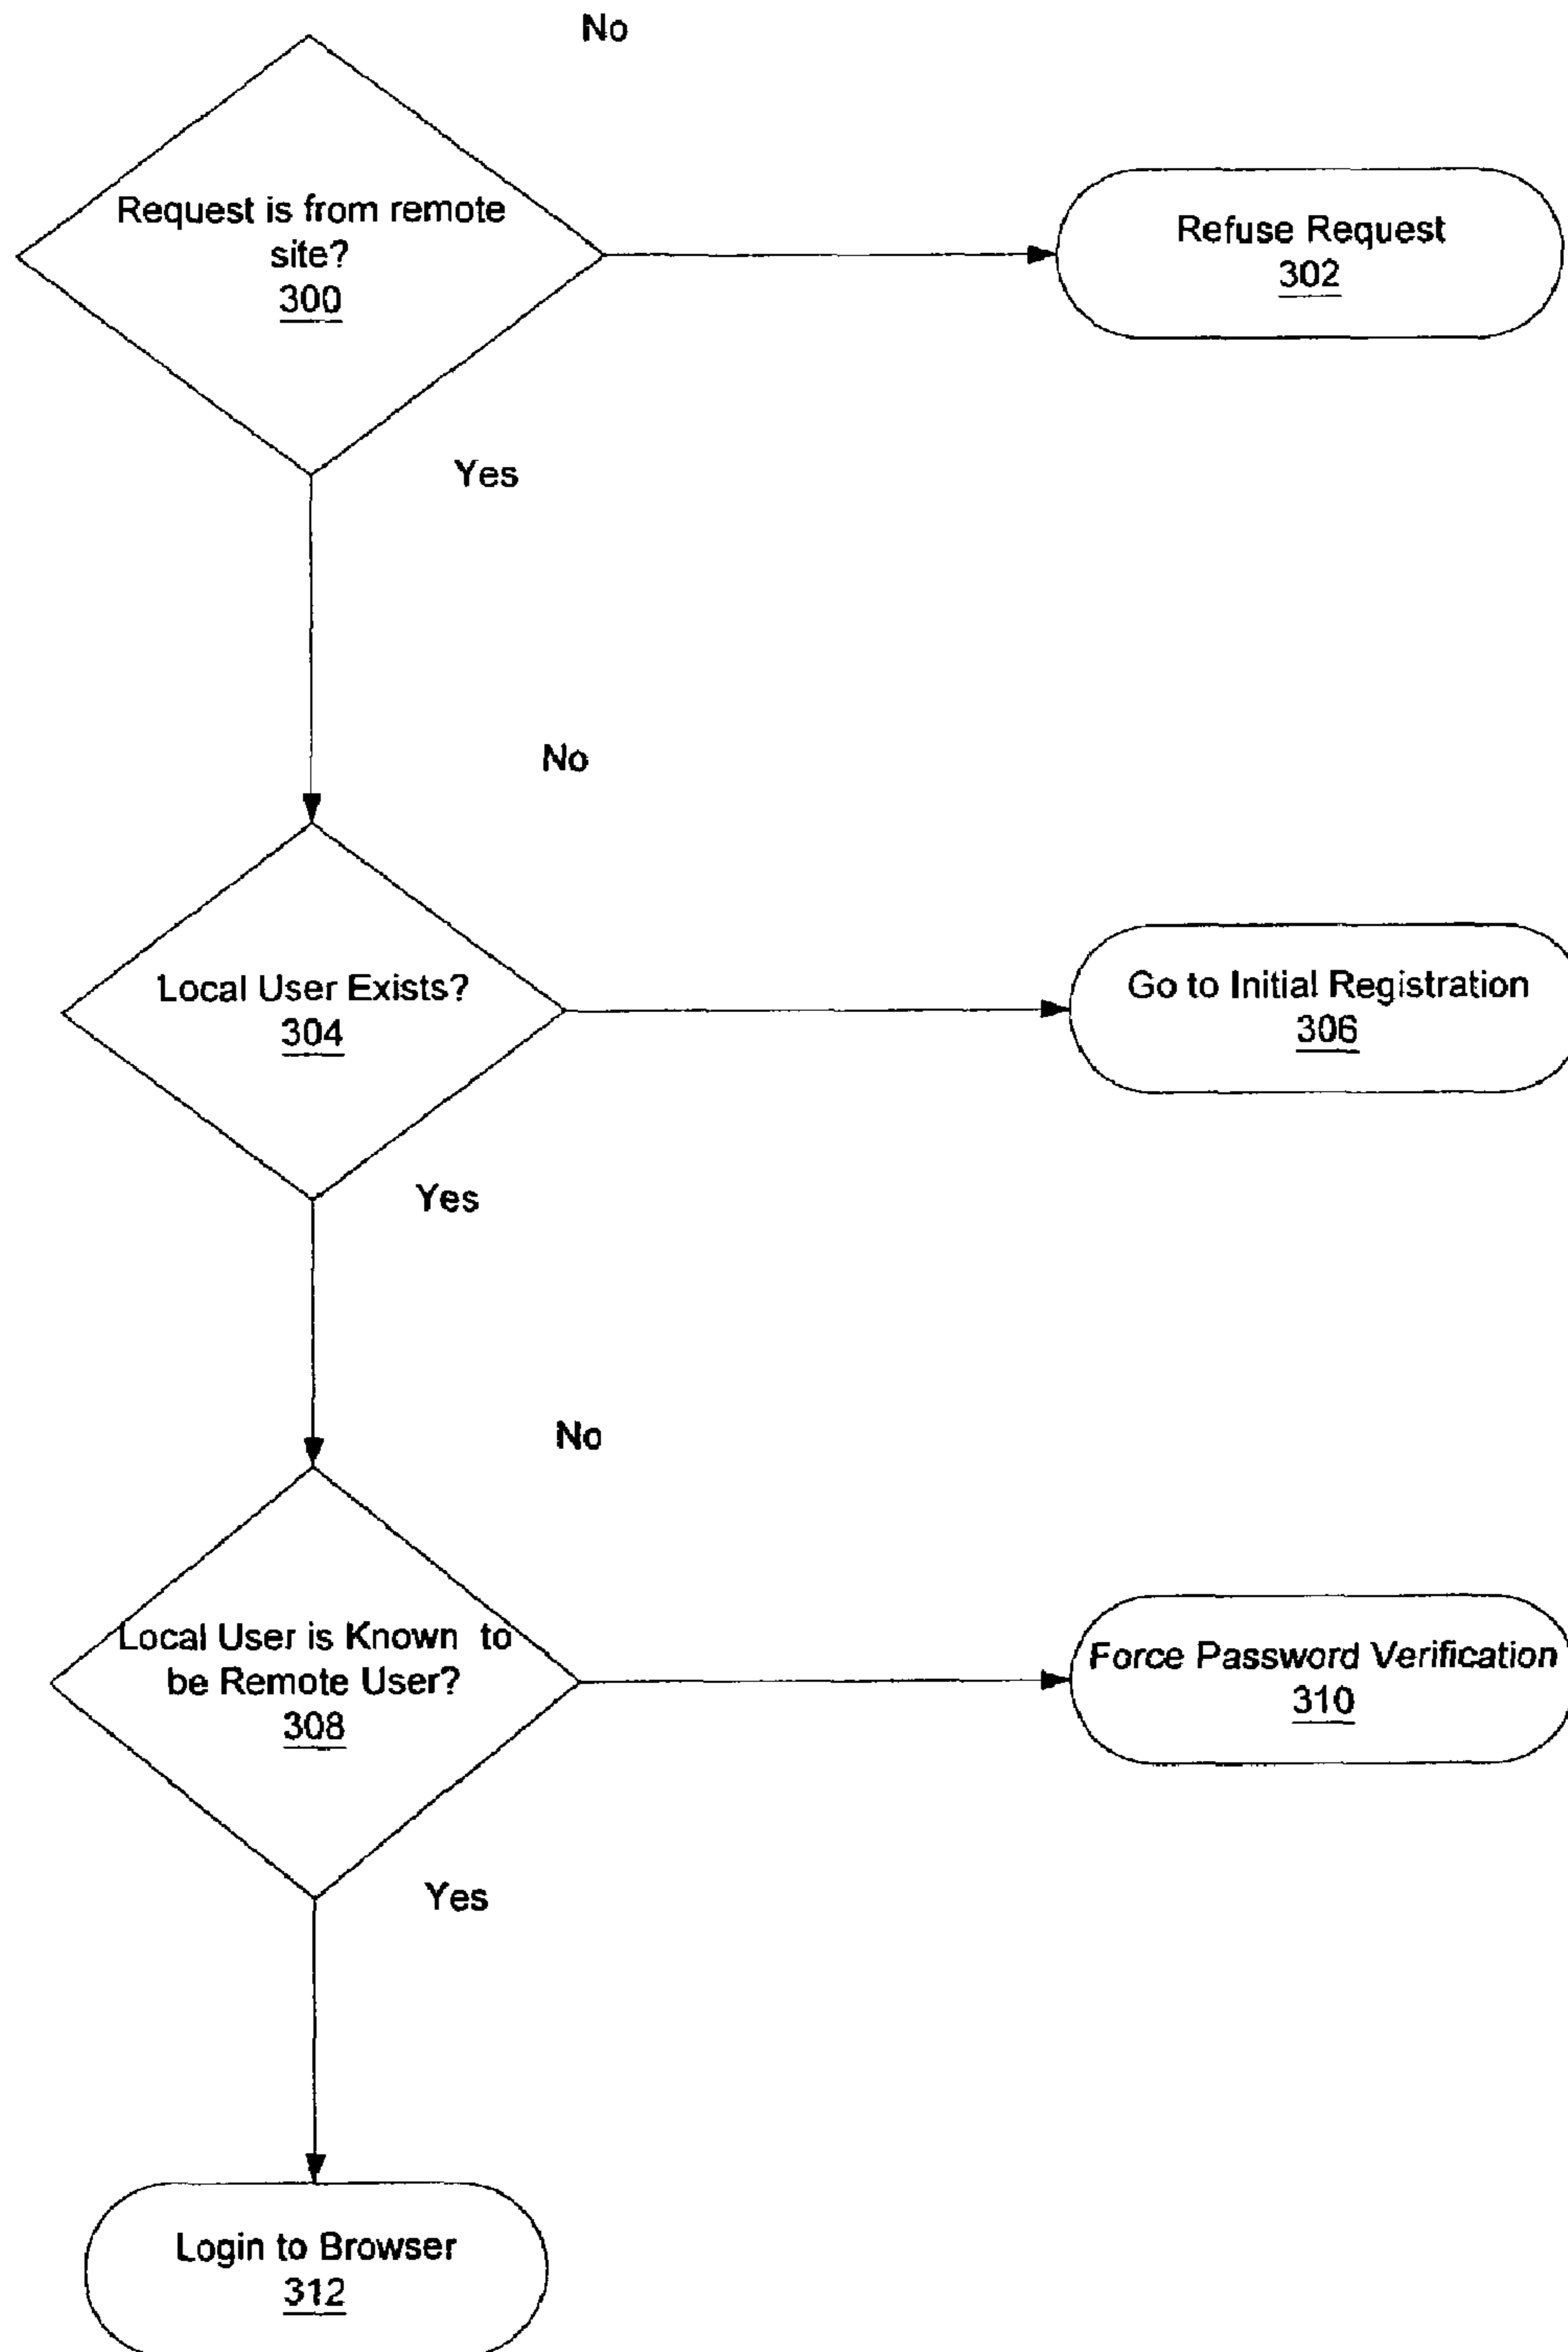 No
Request is from remote
site?
300
Refuse Request
302
Yes
No
Local User Exists?
304
Go to Initial Registration
306
Yes
No
Local User is Known to
be Remote User?
308
Force Password Verification
310
Yes
Login to Browser
312